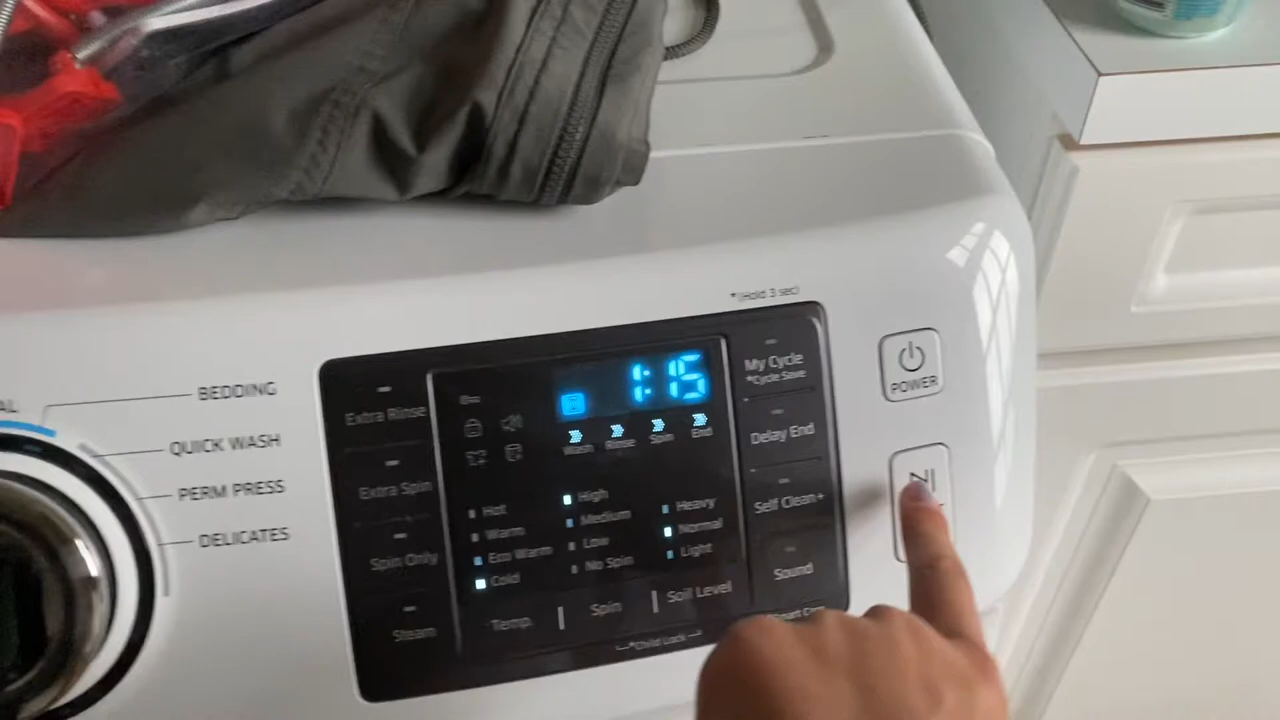 *(Hold 3 sec)
AL
BEDDING
QUICK WASH
PERM PRESS
DELICATES
Extra Rinse
Extra Spin
Spin Only
Steam
1:15
Wash Rinse Spin End
Hot
Warm
Eco Warm
Cold
High
Medium
Low
No Spin
Heavy
Normal
Light
Temp.
Spin
Soil Level
*Child Lock
My Cycle
*Cycle Save
Delay End
Self Clean+
Sound
POWER